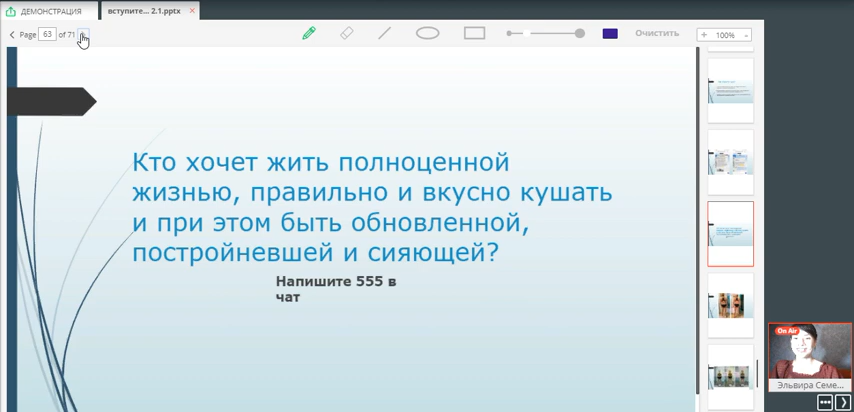 ДЕМОНСТРАЦИЯ
вступите... 2.1.pptx
Page 63 of 71
Очистить
100%
Кто хочет жить полноценной
жизнью, правильно и вкусно кушать
и при этом быть обновленной,
постройневшей и сияющей?
Напишите 555 в
чат
On Air
Эльвира Семе...